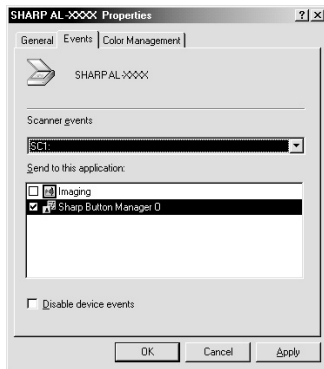 SHARP AL-XXXX Properties
General Events Color Management
SHARP AL-XXXX
Scanner events
SC1:
Send to this application:
Imaging
Sharp Button Manager O
Disable device events
OK Cancel Apply